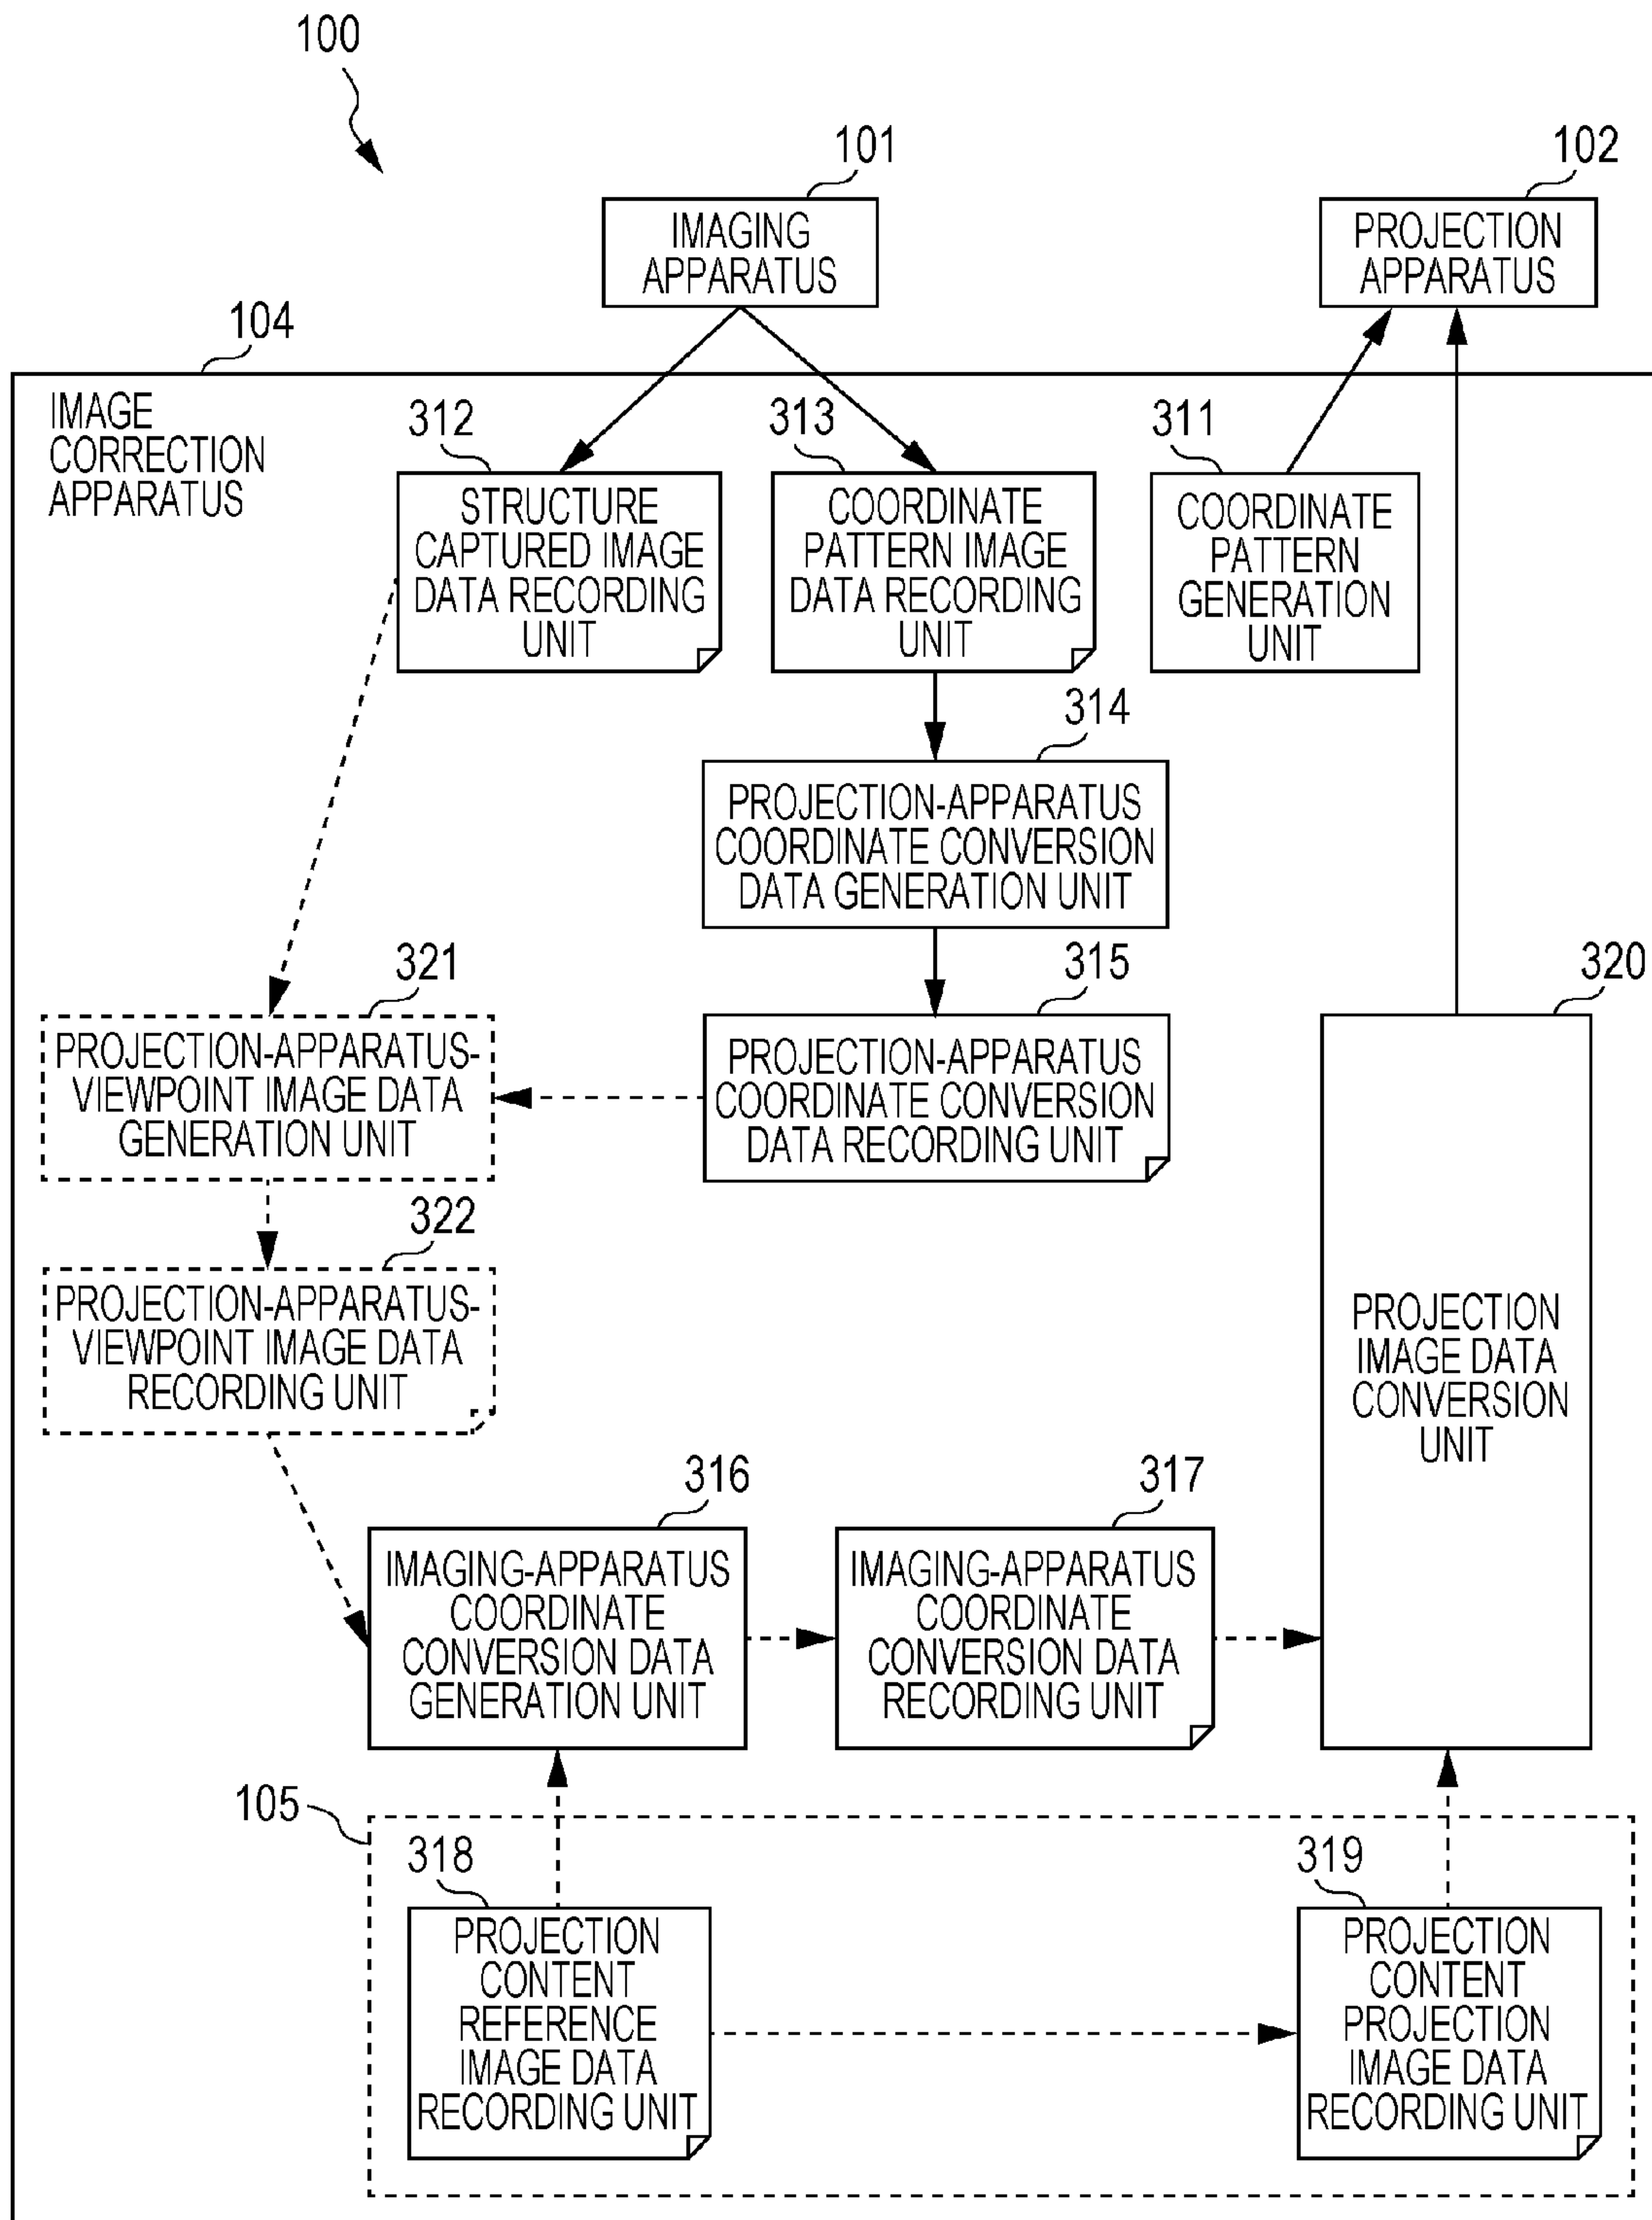 100
101
IMAGING
APPARATUS
102
PROJECTION
APPARATUS
104
IMAGE
CORRECTION
APPARATUS
312
STRUCTURE
CAPTURED IMAGE
DATA RECORDING
UNIT
313
COORDINATE
PATTERN IMAGE
DATA RECORDING
UNIT
311
COORDINATE
PATTERN
GENERATION
UNIT
314
PROJECTION-APPARATUS
COORDINATE CONVERSION
DATA GENERATION UNIT
321
PROJECTION-APPARATUS-
VIEWPOINT IMAGE DATA
GENERATION UNIT
315
PROJECTION-APPARATUS
COORDINATE CONVERSION
DATA RECORDING UNIT
320
PROJECTION
IMAGE DATA
CONVERSION
UNIT
322
PROJECTION-APPARATUS-
VIEWPOINT IMAGE DATA
RECORDING UNIT
316
IMAGING-APPARATUS
COORDINATE
CONVERSION DATA
GENERATION UNIT
317
IMAGING-APPARATUS
COORDINATE
CONVERSION DATA
RECORDING UNIT
105
318
PROJECTION
CONTENT
REFERENCE
IMAGE DATA
RECORDING UNIT
319
PROJECTION
CONTENT
PROJECTION
IMAGE DATA
RECORDING UNIT